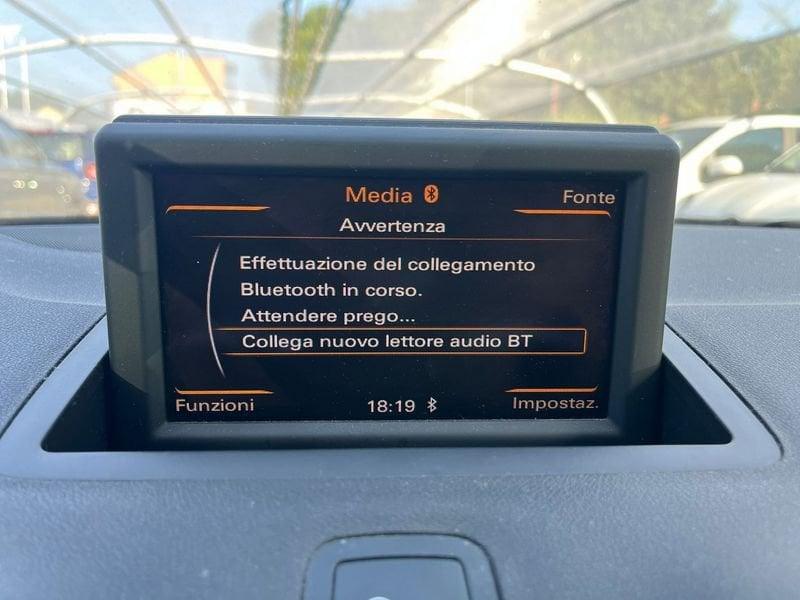 Media
Fonte
Avvertenza
Effettuazione del collegamento
Bluetooth in corso.
Attendere prego...
Collega nuovo lettore audio BT
Funzioni
18:19
Impostaz.